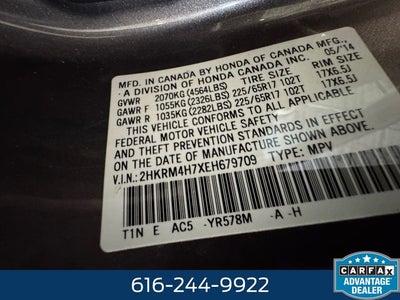 MFD. IN CANADA BY HONDA OF CANADA MFG.
-A DIVISION OF HONDA CANADA INC. 05/'14
GVWR 2070KG(4564LBS) TIRE SIZE RIM SIZE
GAWR F 1055KG(2326LBS)225/65R17 102T 17X6.5J
GAWR R 1035KG(2282LBS)225/65R17 102T 17X6.5J
THIS VEHICLE CONFORMS TO ALL APPLICABLE
FEDERAL MOTOR VEHICLE SAFETY
STANDARDS IN EFFECT ON THE DATE OF
MANUFACTURE SHOWN ABOVE.
V.I.N.: 2HKRM4H7XEH679709 TYPE: MPV
T1N E AC5 -YR578M -A -H
616-244-9922
CARFAX
ADVANTAGE
DEALER